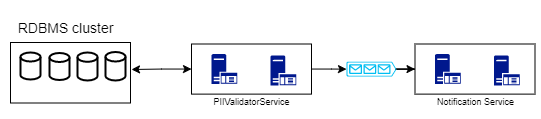 RDBMS cluster
PIIValidatorService
Notification Service